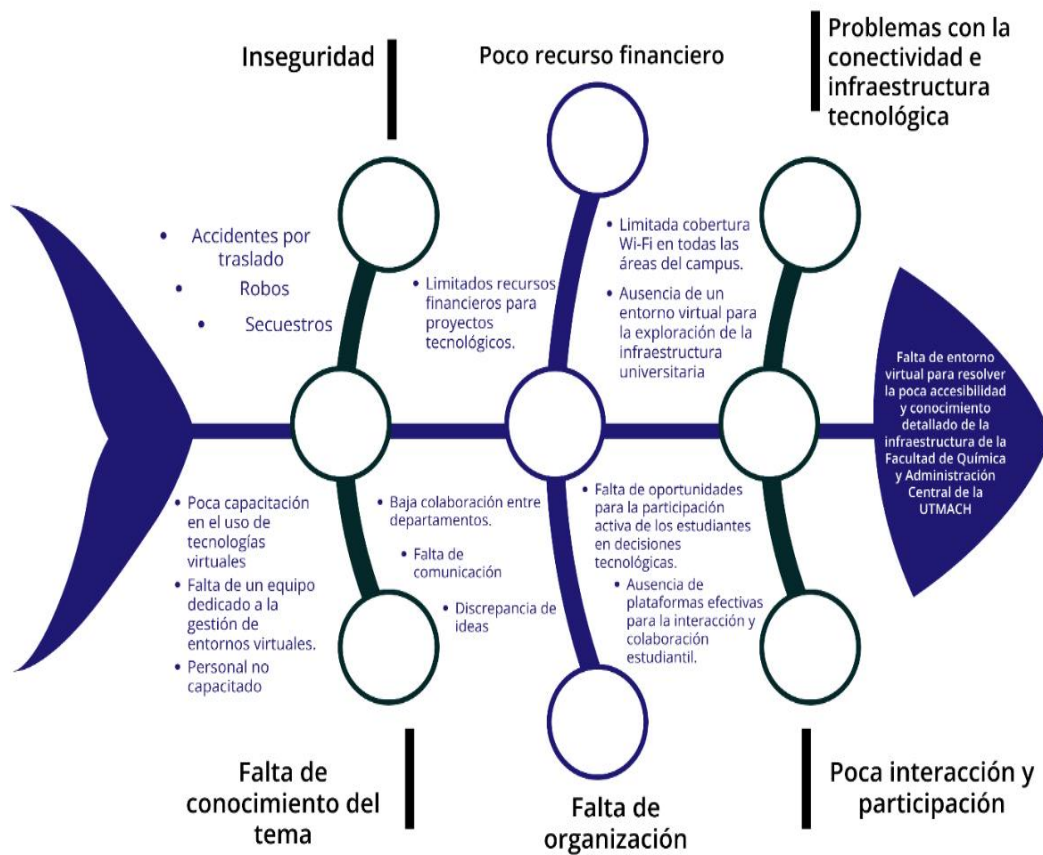 Inseguridad
Poco recurso financiero
Problemas con la
conectividad e
infraestructura
tecnológica
• Accidentes por
traslado
• Robos
• Secuestros
• Limitados recursos
financieros para
proyectos
tecnológicos.
• Limitada cobertura
Wi-Fi en todas las
áreas del campus.
• Ausencia de un
entorno virtual para
la exploración de la
infraestructura
universitaria
Falta de entorno
virtual para resolver
la poca accesibilidad
y conocimiento
detallado de la
infraestructura de la
Facultad de Química
y Administración
Central de la
UTMACH
• Poca capacitación
en el uso de
tecnologías
virtuales
• Falta de un equipo
dedicado a la
gestión de
entornos virtuales.
• Personal no
capacitado
• Baja colaboración entre
departamentos.
• Falta de
comunicación
• Discrepancia de
ideas
• Falta de oportunidades
para la participación
activa de los estudiantes
en decisiones
tecnológicas.
• Ausencia de
plataformas efectivas
para la interacción y
colaboración
estudiantil.
Falta de
conocimiento del
tema
Falta de
organización
Poca interacción y
participación